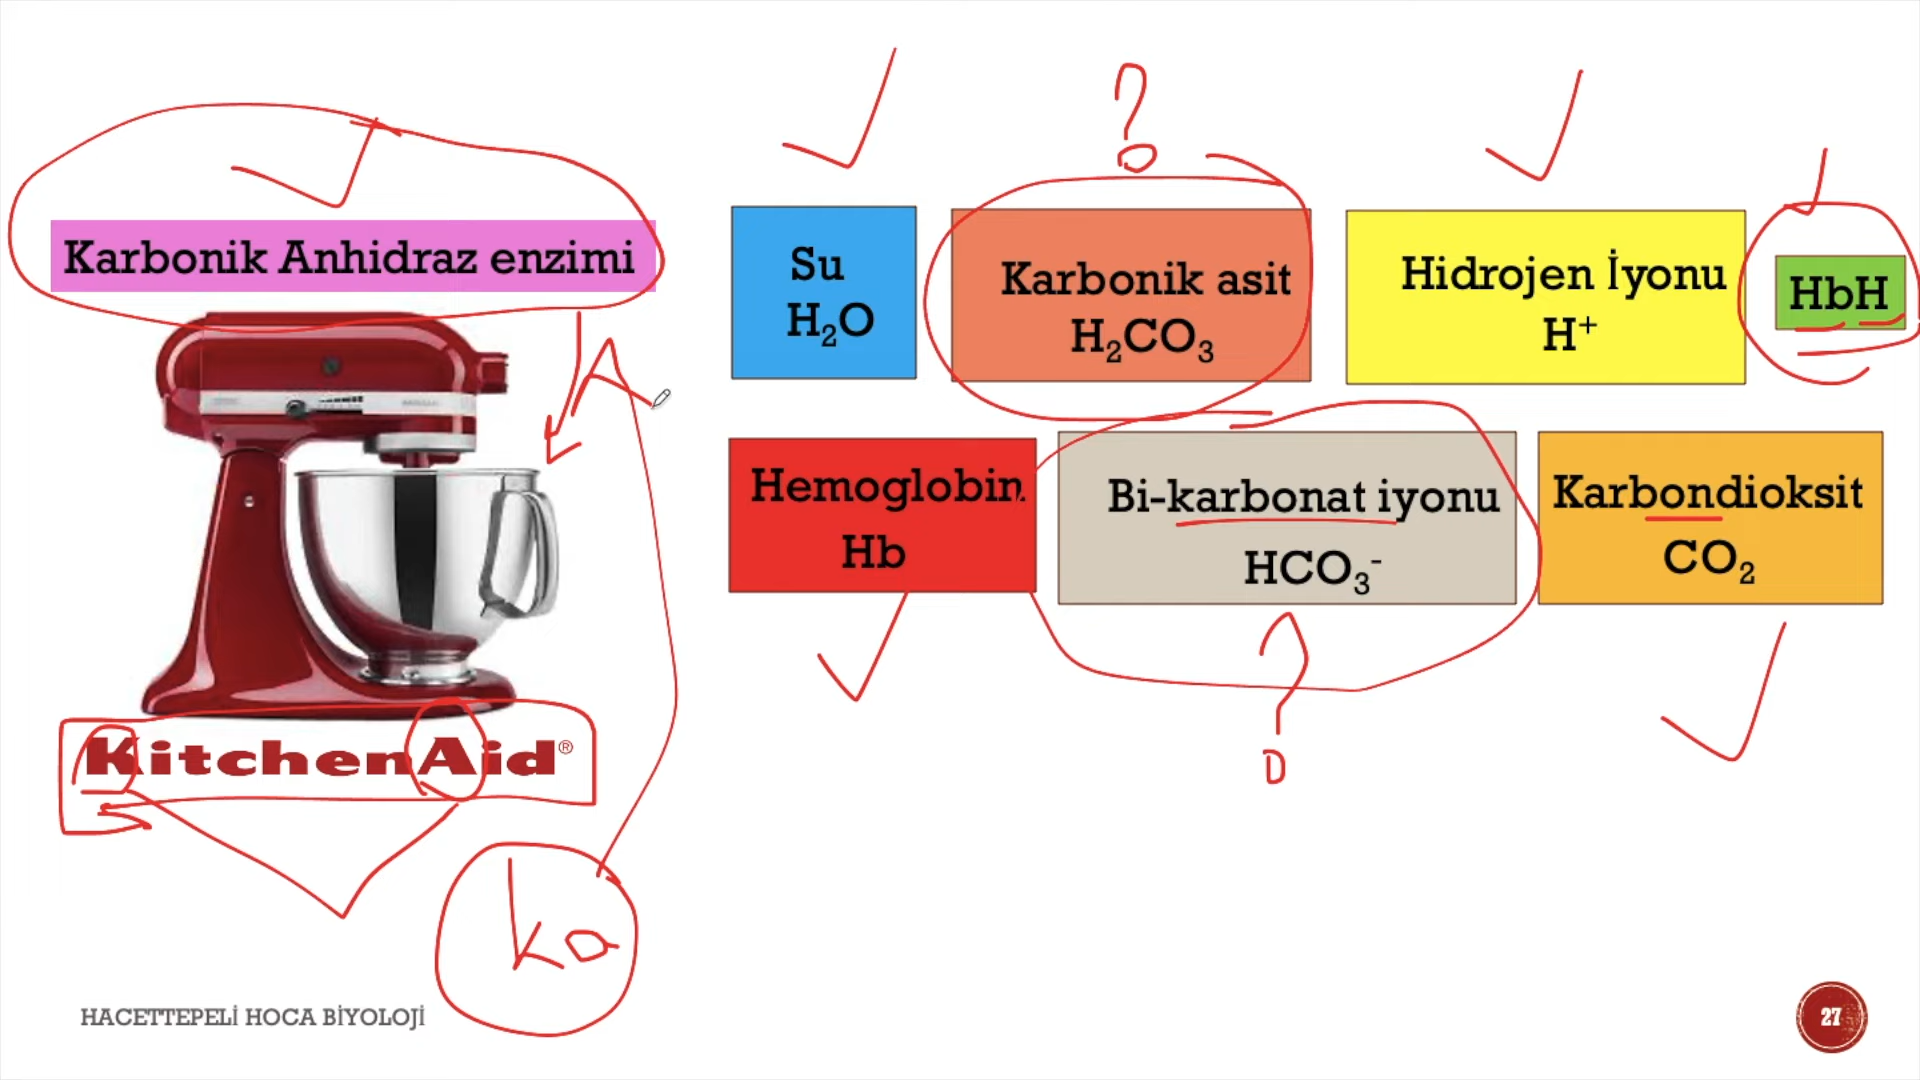 Karbonik Anhidraz enzimi
KitchenAid®
ka
Su
H₂O
?
Karbonik asit
H₂CO₃
Hidrojen İyonu
H⁺
HbH
Hemoglobin
Hb
Bi-karbonat iyonu
HCO₃⁻
?
Karbondioksit
CO₂
HACETTEPELİ HOCA BİYOLOJİ
27